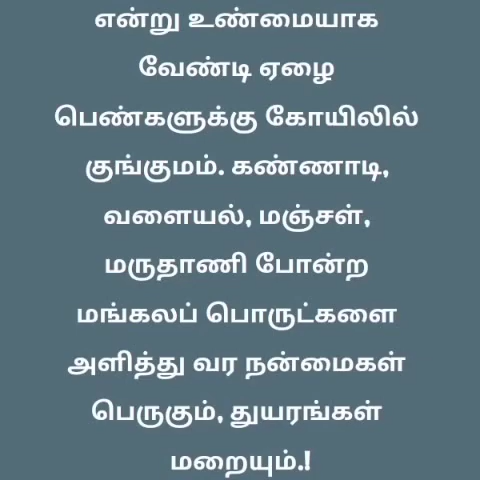 என்று உண்மையாக
வேண்டி ஏழை
பெண்களுக்கு கோயிலில்
குங்குமம். கண்ணாடி,
வளையல், மஞ்சள்,
மருதாணி போன்ற
மங்கலப் பொருட்களை
அளித்து வர நன்மைகள்
பெருகும், துயரங்கள்
மறையும்.!